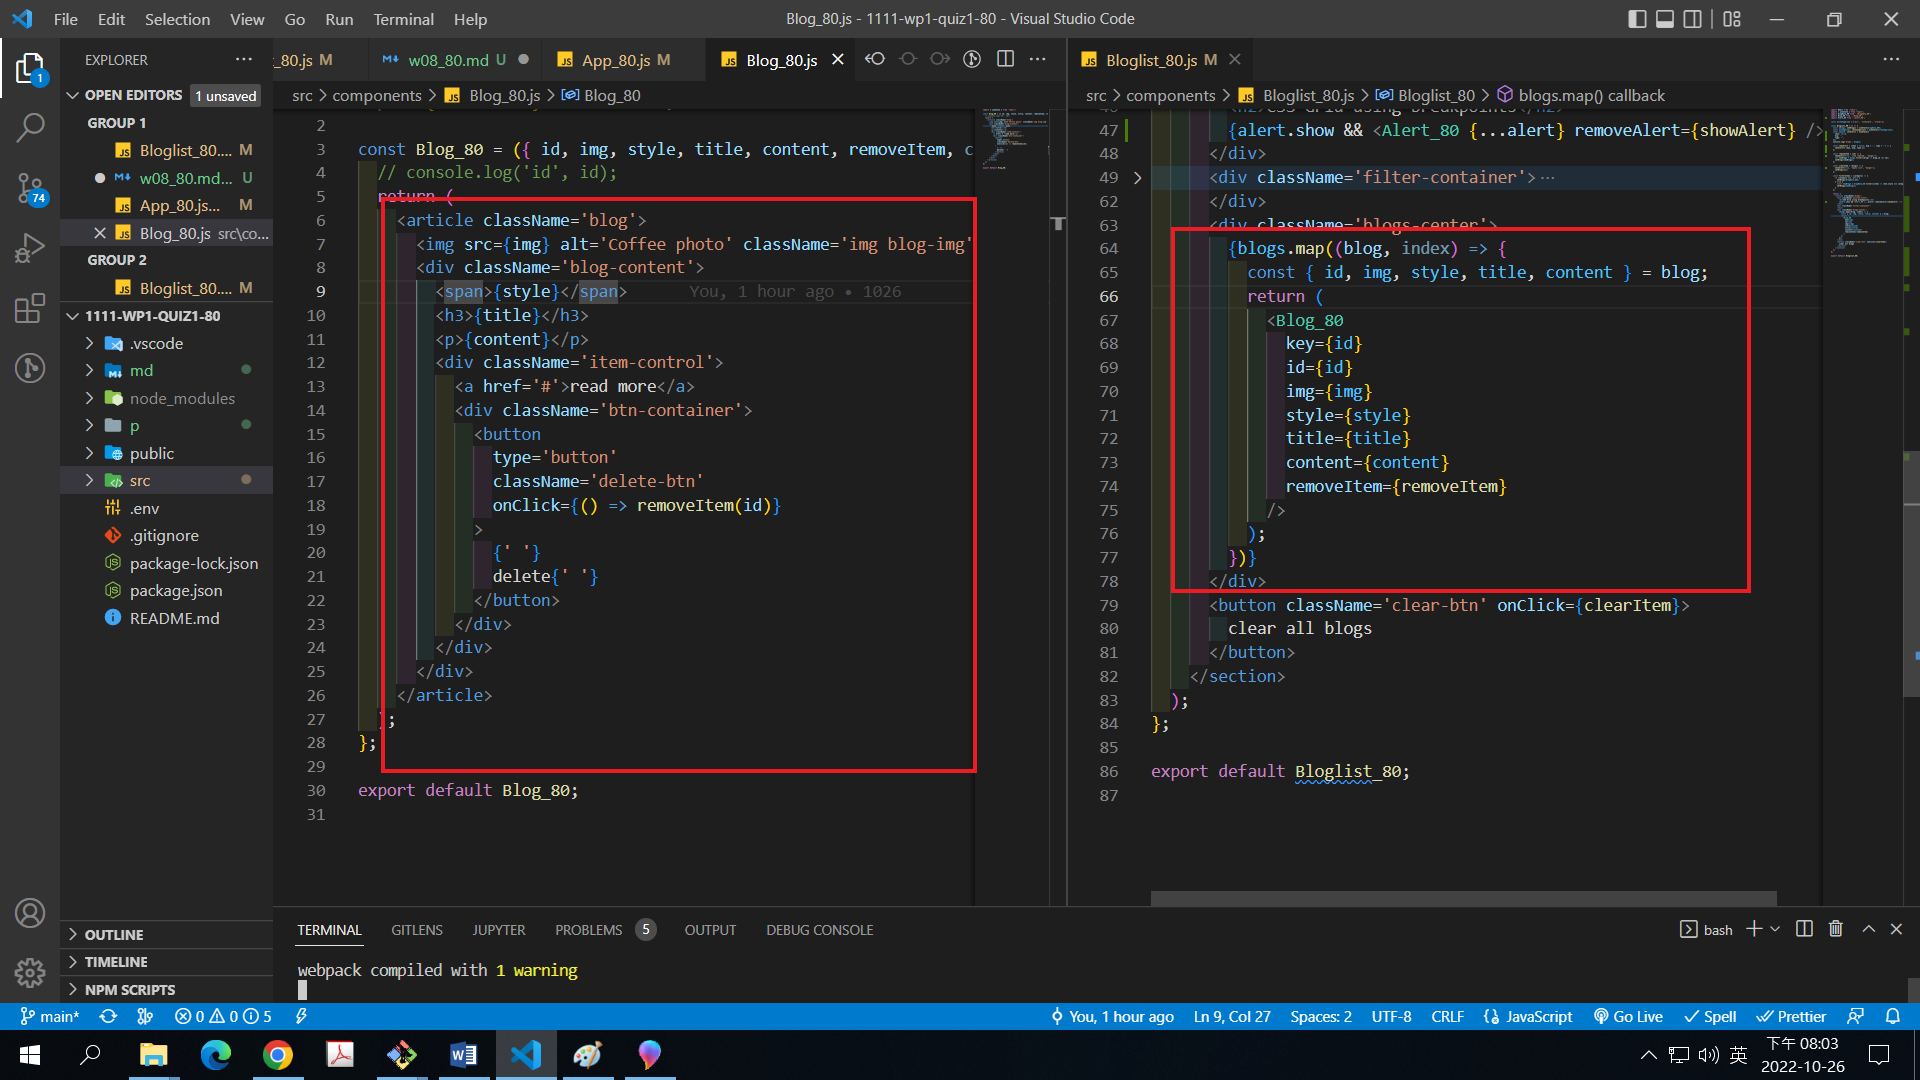 File Edit Selection View Go Run Terminal Help
Blog_80.js - 1111-wp1-quiz1-80 - Visual Studio Code
EXPLORER
OPEN EDITORS 1 unsaved
GROUP 1
Bloglist_80.... M
w08_80.md... U
App_80.js... M
Blog_80.js src\co...
GROUP 2
Bloglist_80.... M
1111-WP1-QUIZ1-80
.vscode
md
node_modules
p
public
src
.env
.gitignore
package-lock.json
package.json
README.md
OUTLINE
TIMELINE
NPM SCRIPTS
1
74
_80.js M
w08_80.md U
App_80.js M
Blog_80.js
src > components > Blog_80.js > Blog_80
2
3 const Blog_80 = ({ id, img, style, title, content, removeItem, c
4 // console.log('id', id);
5 return (
6 <article className='blog'>
7 <img src={img} alt='Coffee photo' className='img blog-img'
8 <div className='blog-content'>
9 <span>{style}</span> You, 1 hour ago • 1026
10 <h3>{title}</h3>
11 <p>{content}</p>
12 <div className='item-control'>
13 <a href='#'>read more</a>
14 <div className='btn-container'>
15 <button
16 type='button'
17 className='delete-btn'
18 onClick={() => removeItem(id)}
19 >
20 {' '}
21 delete{' '}
22 </button>
23 </div>
24 </div>
25 </div>
26 </article>
27 );
28 };
29
30 export default Blog_80;
31
Bloglist_80.js M
src > components > Bloglist_80.js > Bloglist_80 > blogs.map() callback
47 {alert.show && <Alert_80 {...alert} removeAlert={showAlert} />
48 </div>
49 <div className='filter-container'> ...
62 </div>
63 <div className='blogs-center'>
64 {blogs.map((blog, index) => {
65 const { id, img, style, title, content } = blog;
66 return (
67 <Blog_80
68 key={id}
69 id={id}
70 img={img}
71 style={style}
72 title={title}
73 content={content}
74 removeItem={removeItem}
75 />
76 );
77 })}
78 </div>
79 <button className='clear-btn' onClick={clearItem}>
80 clear all blogs
81 </button>
82 </section>
83 );
84 };
85
86 export default Bloglist_80;
87
TERMINAL GITLENS JUPYTER PROBLEMS 5 OUTPUT DEBUG CONSOLE
bash
webpack compiled with 1 warning
main* 0 0 5
You, 1 hour ago Ln 9, Col 27 Spaces: 2 UTF-8 CRLF JavaScript Go Live Spell Prettier
英
下午 08:03
2022-10-26